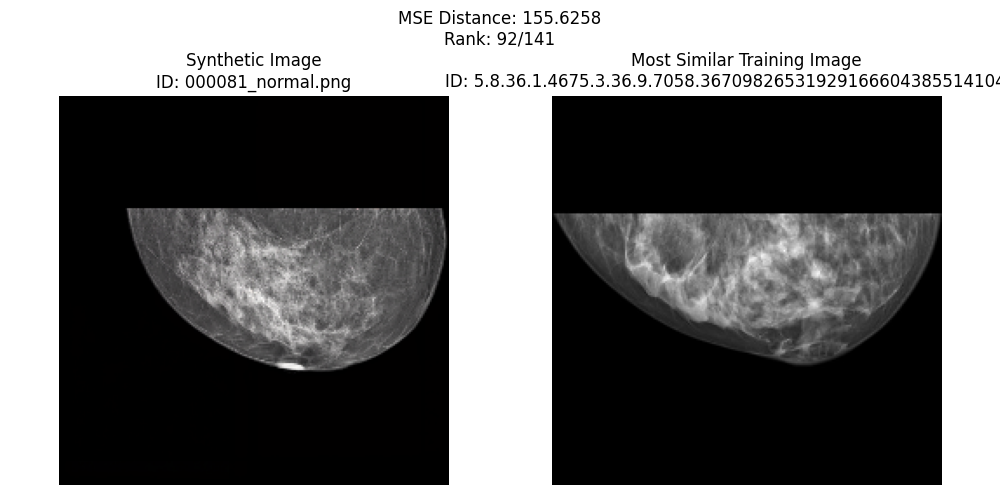 MSE Distance: 155.6258
Rank: 92/141
Synthetic Image
ID: 000081_normal.png
Most Similar Training Image
ID: 5.8.36.1.4675.3.36.9.7058.36709826531929166604385514104